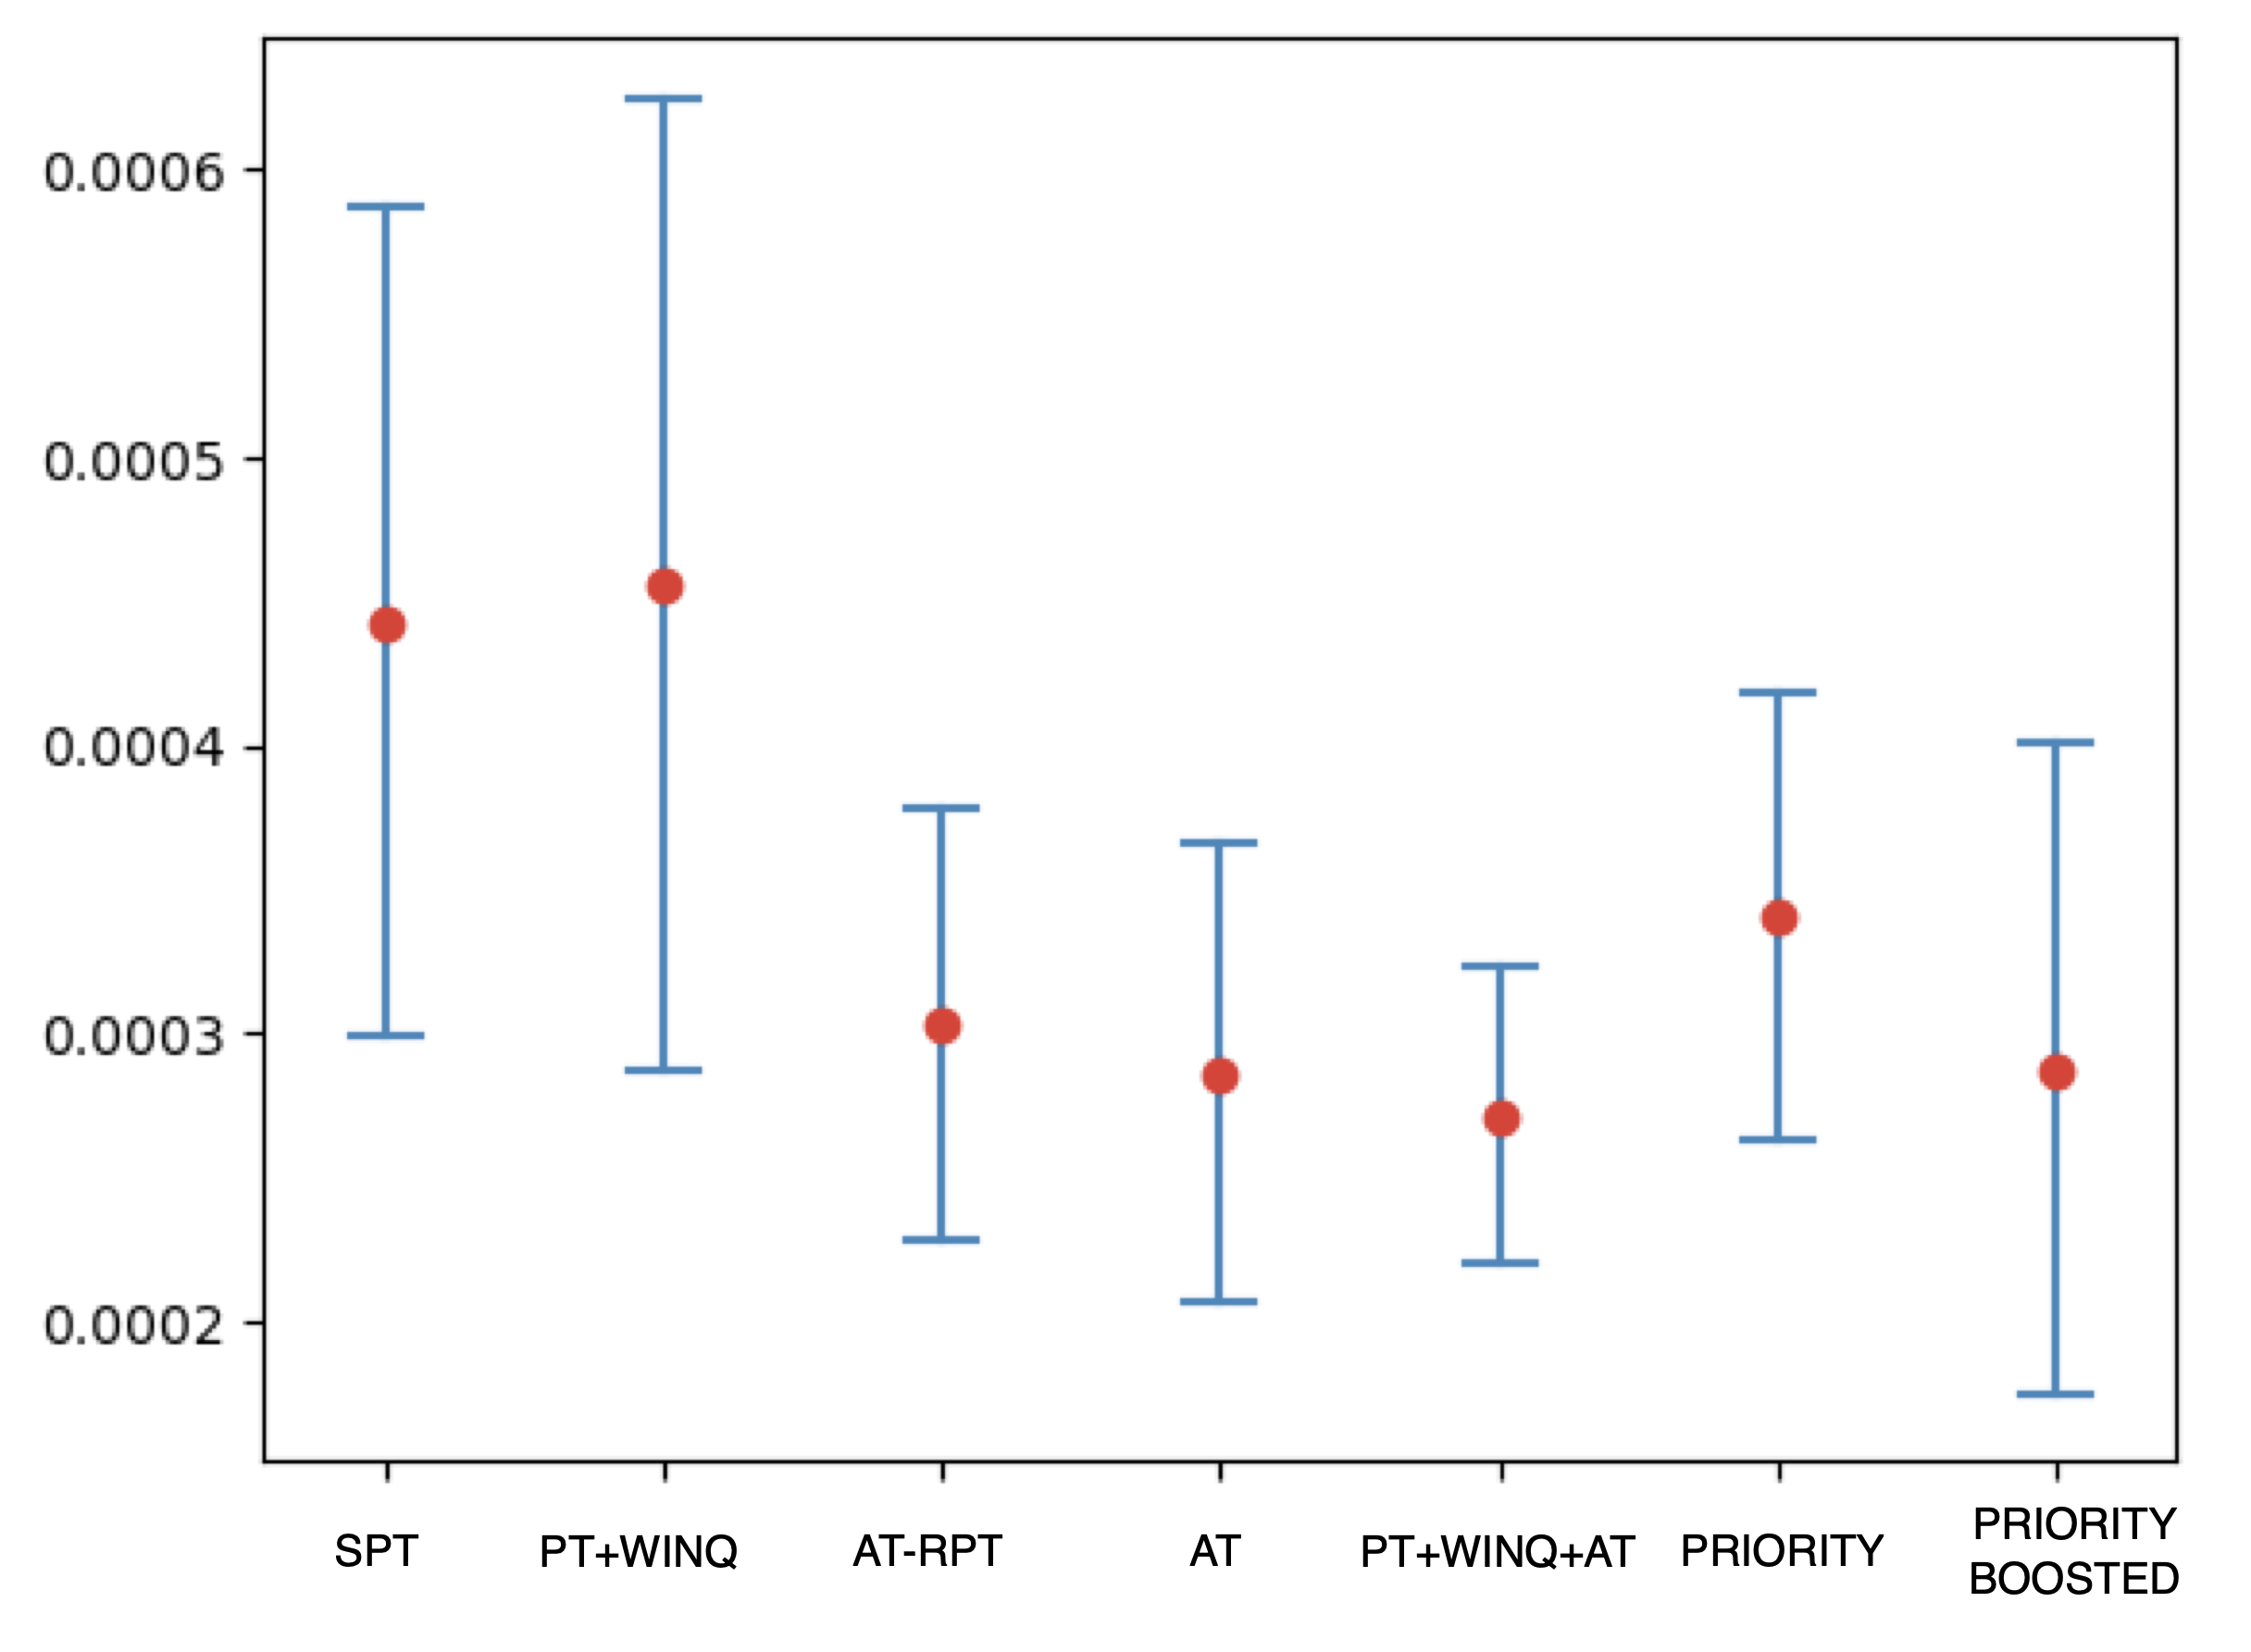 0.0006
0.0005
0.0004
0.0003
0.0002
SPT
PT+WINQ
AT-RPT
AT
PT+WINQ+AT
PRIORITY
PRIORITY
BOOSTED